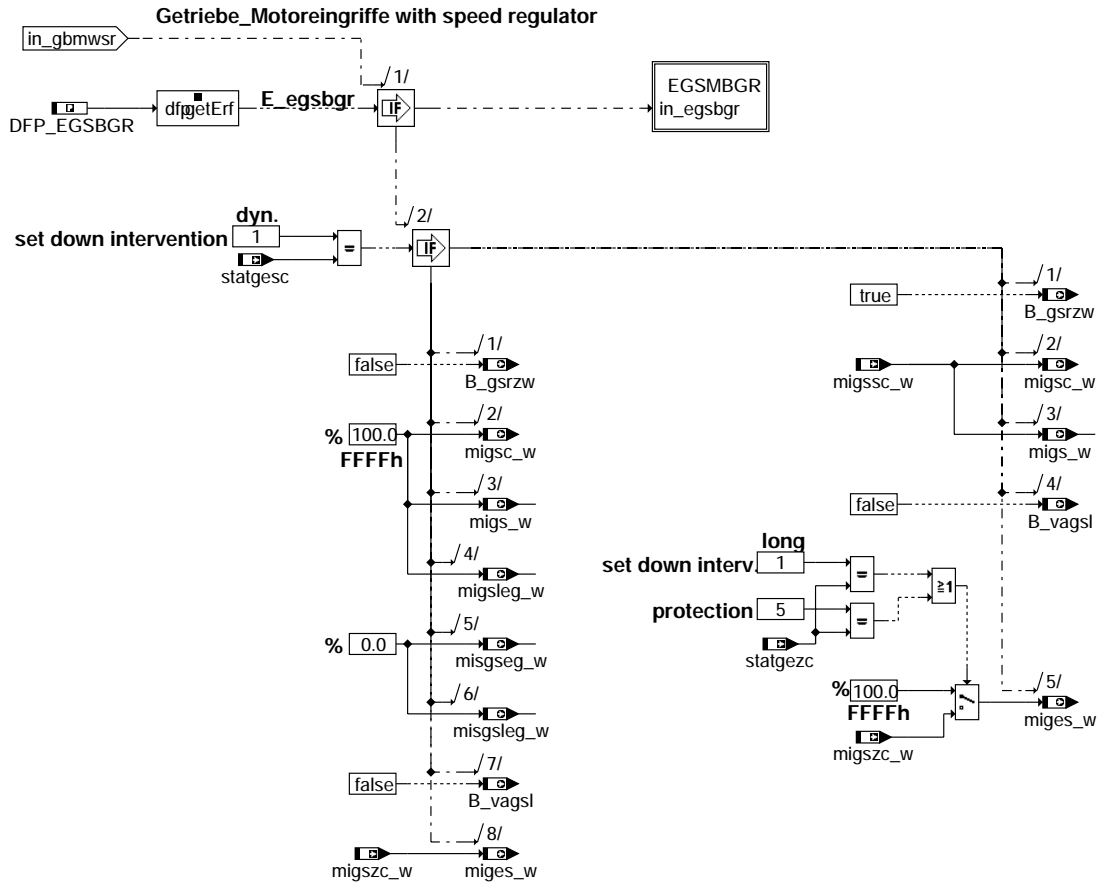 Getriebe_Motoreingriffe with speed regulator
in_gbmwsr
/1/
EGSMBGR
in_egsbgr
E_egsbgr
dfpgetErf
IF
DFP_EGSBGR
/2/
dyn.
set down intervention
1
=
IF
statgesc
/1/
true
B_gsrzw
/1/
false
B_gsrzw
/2/
migssc_w
migsc_w
/2/
% 100.0
FFFFh
migsc_w
/3/
migs_w
/3/
migs_w
/4/
false
B_vagsl
/4/
migsleg_w
long
set down interv.
1
=
≥1
protection
5
=
statgezc
/5/
% 0.0
misgseg_w
/6/
misgsleg_w
/5/
% 100.0
FFFFh
miges_w
migszc_w
/7/
false
B_vagsl
/8/
migszc_w
miges_w